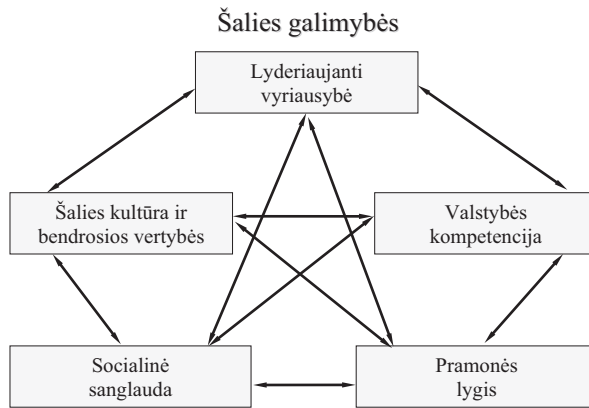 Šalies galimybės
Lyderiaujanti
vyriausybė
Šalies kultūra ir
bendrosios vertybės
Valstybės
kompetencija
Socialinė
sanglauda
Pramonės
lygis